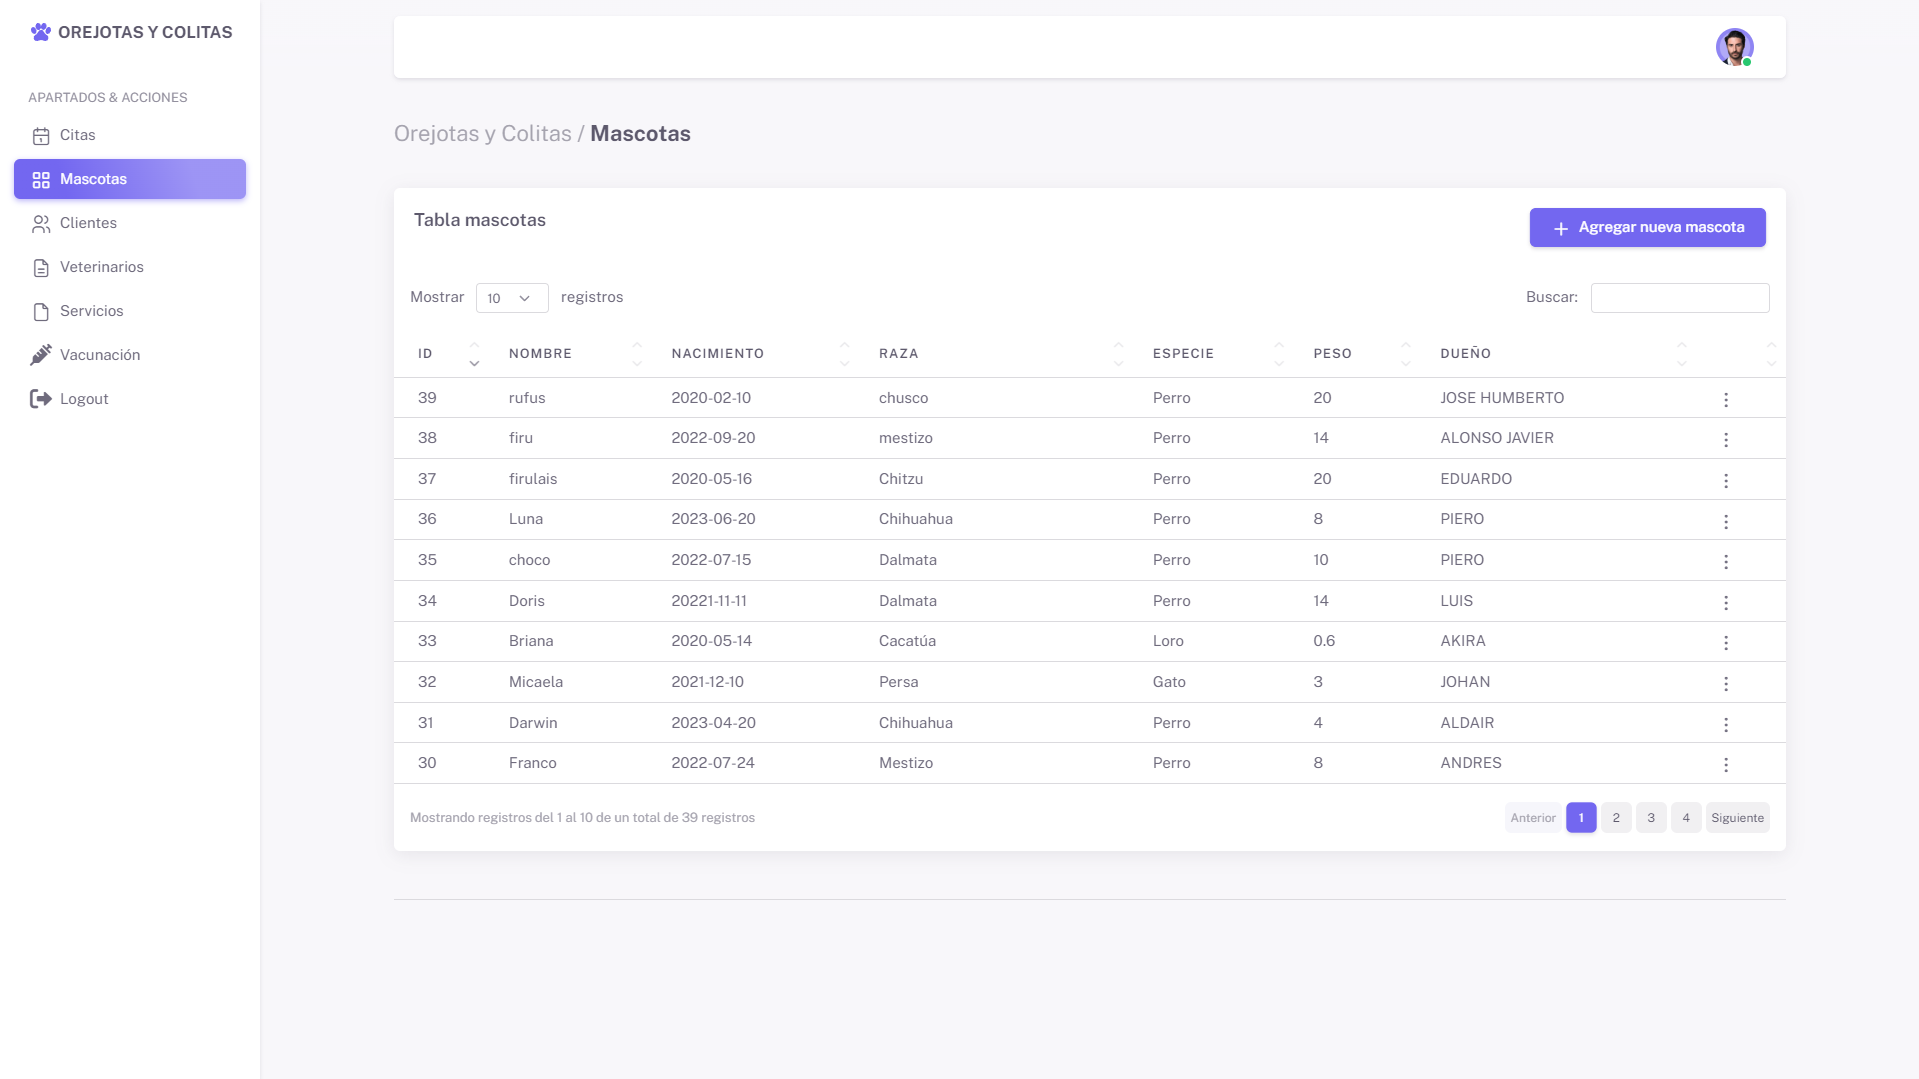 OREJOTAS Y COLITAS
APARTADOS & ACCIONES
Citas
Mascotas
Clientes
Veterinarios
Servicios
Vacunación
Logout
Orejotas y Colitas / Mascotas
Tabla mascotas
Agregar nueva mascota
Mostrar 10 registros
Buscar:
ID NOMBRE NACIMIENTO RAZA ESPECIE PESO DUEÑO
39 rufus 2020-02-10 chusco Perro 20 JOSE HUMBERTO
38 firu 2022-09-20 mestizo Perro 14 ALONSO JAVIER
37 firulais 2020-05-16 Chitzu Perro 20 EDUARDO
36 Luna 2023-06-20 Chihuahua Perro 8 PIERO
35 choco 2022-07-15 Dalmata Perro 10 PIERO
34 Doris 20221-11-11 Dalmata Perro 14 LUIS
33 Briana 2020-05-14 Cacatúa Loro 0.6 AKIRA
32 Micaela 2021-12-10 Persa Gato 3 JOHAN
31 Darwin 2023-04-20 Chihuahua Perro 4 ALDAIR
30 Franco 2022-07-24 Mestizo Perro 8 ANDRES
Mostrando registros del 1 al 10 de un total de 39 registros
Anterior 1 2 3 4 Siguiente